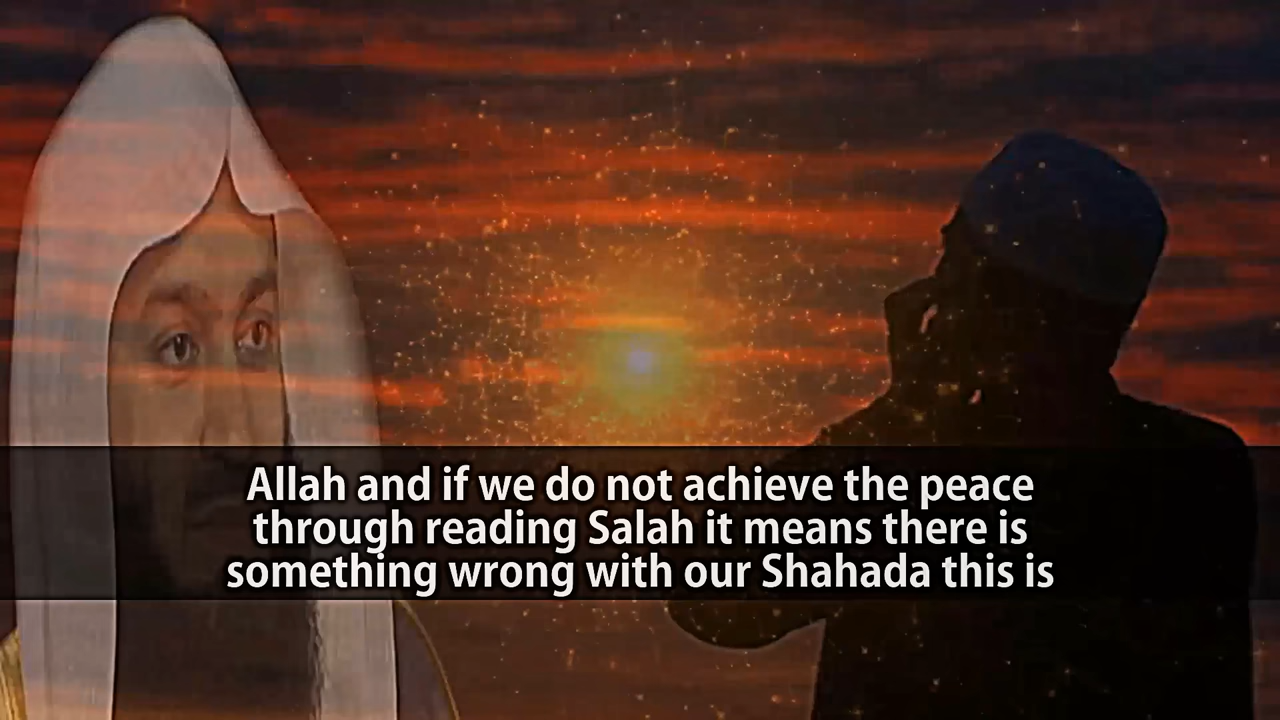 Allah and if we do not achieve the peace
through reading Salah it means there is
something wrong with our Shahada this is